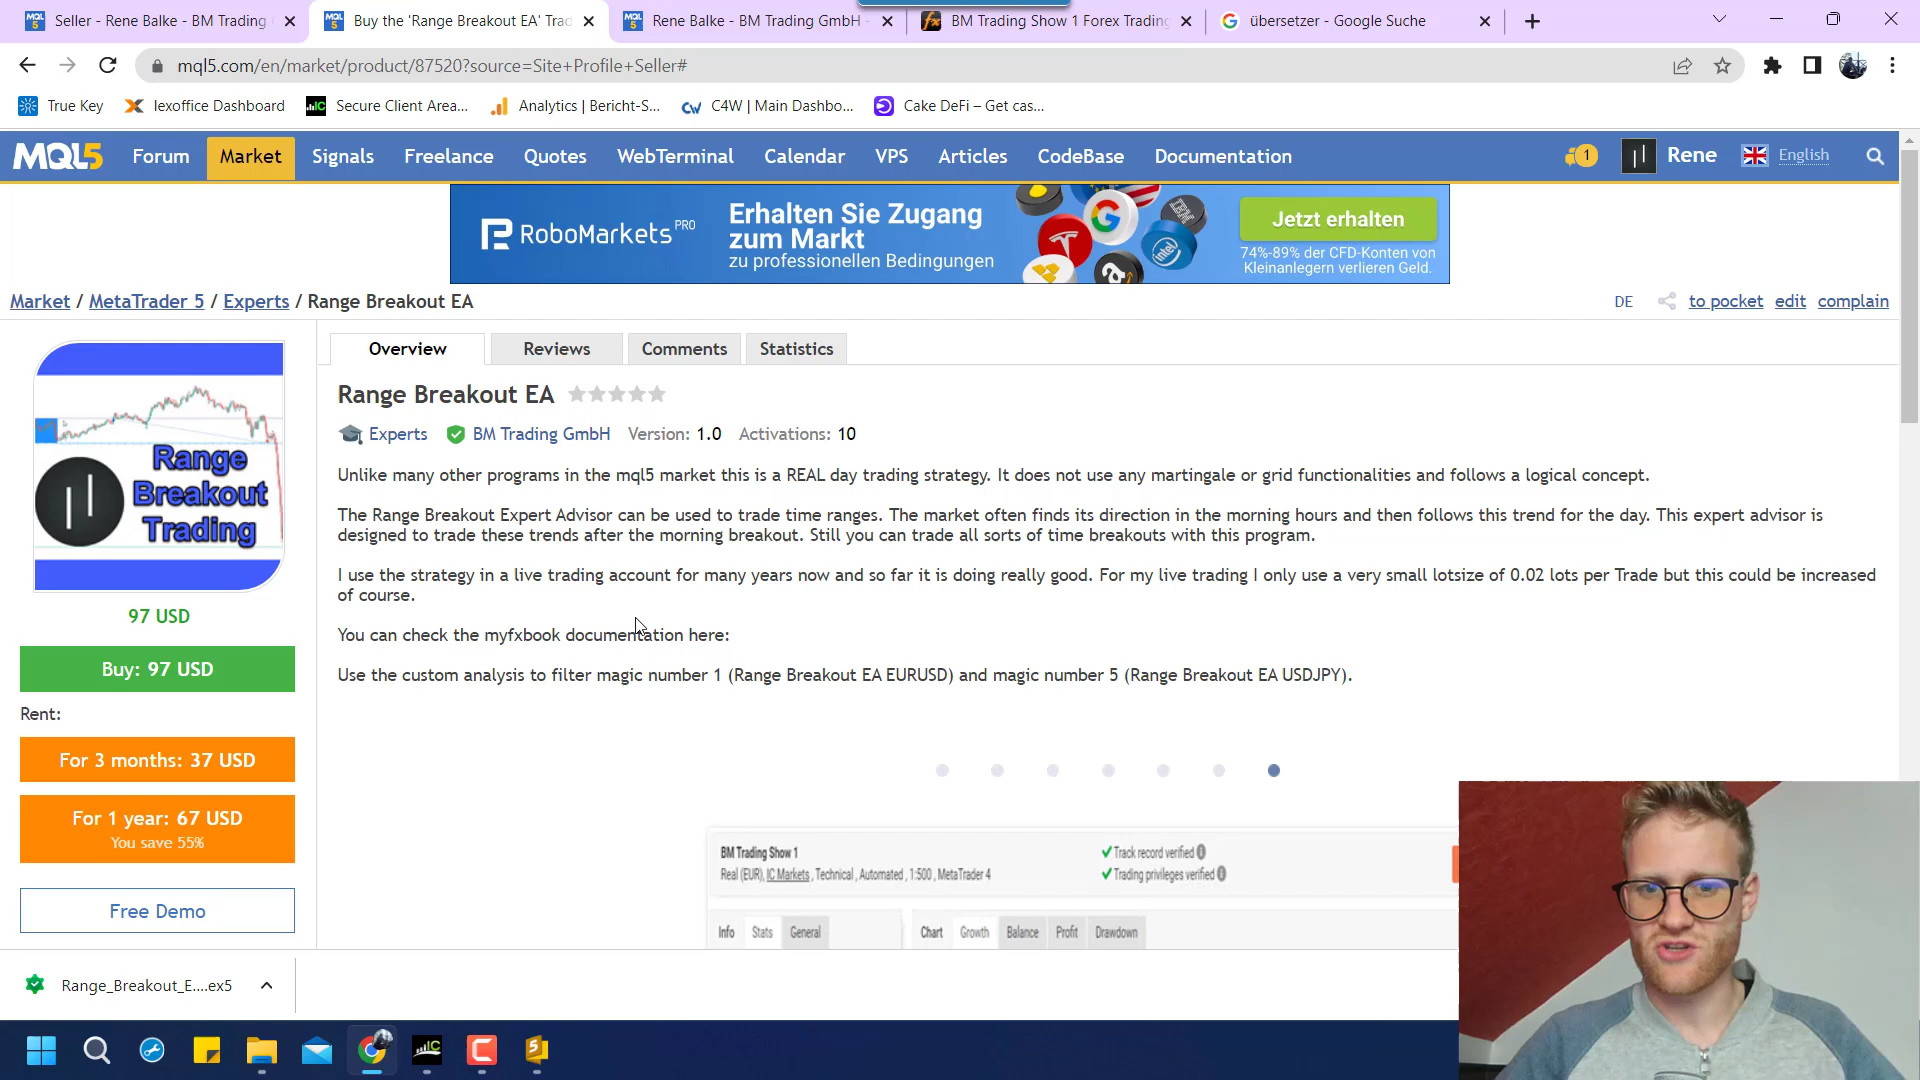 Seller - Rene Balke - BM Trading
Buy the 'Range Breakout EA' Trad
Rene Balke - BM Trading GmbH -
BM Trading Show 1 Forex Trading
übersetzer - Google Suche
mql5.com/en/market/product/87520?source=Site+Profile+Seller#
True Key
lexoffice Dashboard
Secure Client Area...
Analytics | Bericht-S...
C4W | Main Dashbo...
Cake DeFi – Get cas...
MQL5
Forum
Market
Signals
Freelance
Quotes
WebTerminal
Calendar
VPS
Articles
CodeBase
Documentation
1
Rene
English
RoboMarkets PRO
Erhalten Sie Zugang
zum Markt
zu professionellen Bedingungen
Jetzt erhalten
74%-89% der CFD-Konten von
Kleinanlegern verlieren Geld.
Market / MetaTrader 5 / Experts / Range Breakout EA
DE
to pocket
edit
complain
Overview
Reviews
Comments
Statistics
Range Breakout EA
Experts
BM Trading GmbH
Version: 1.0
Activations: 10
Unlike many other programs in the mql5 market this is a REAL day trading strategy. It does not use any martingale or grid functionalities and follows a logical concept.
The Range Breakout Expert Advisor can be used to trade time ranges. The market often finds its direction in the morning hours and then follows this trend for the day. This expert advisor is
designed to trade these trends after the morning breakout. Still you can trade all sorts of time breakouts with this program.
I use the strategy in a live trading account for many years now and so far it is doing really good. For my live trading I only use a very small lotsize of 0.02 lots per Trade but this could be increased
of course.
You can check the myfxbook documentation here:
Use the custom analysis to filter magic number 1 (Range Breakout EA EURUSD) and magic number 5 (Range Breakout EA USDJPY).
Range
Breakout
Trading
97 USD
Buy: 97 USD
Rent:
For 3 months: 37 USD
For 1 year: 67 USD
You save 55%
Free Demo
BM Trading Show 1
Real (EUR), IC Markets , Technical , Automated , 1:500 , MetaTrader 4
Track record verified
Trading privileges verified
Info
Stats
General
Chart
Growth
Balance
Profit
Drawdown
Range_Breakout_E....ex5